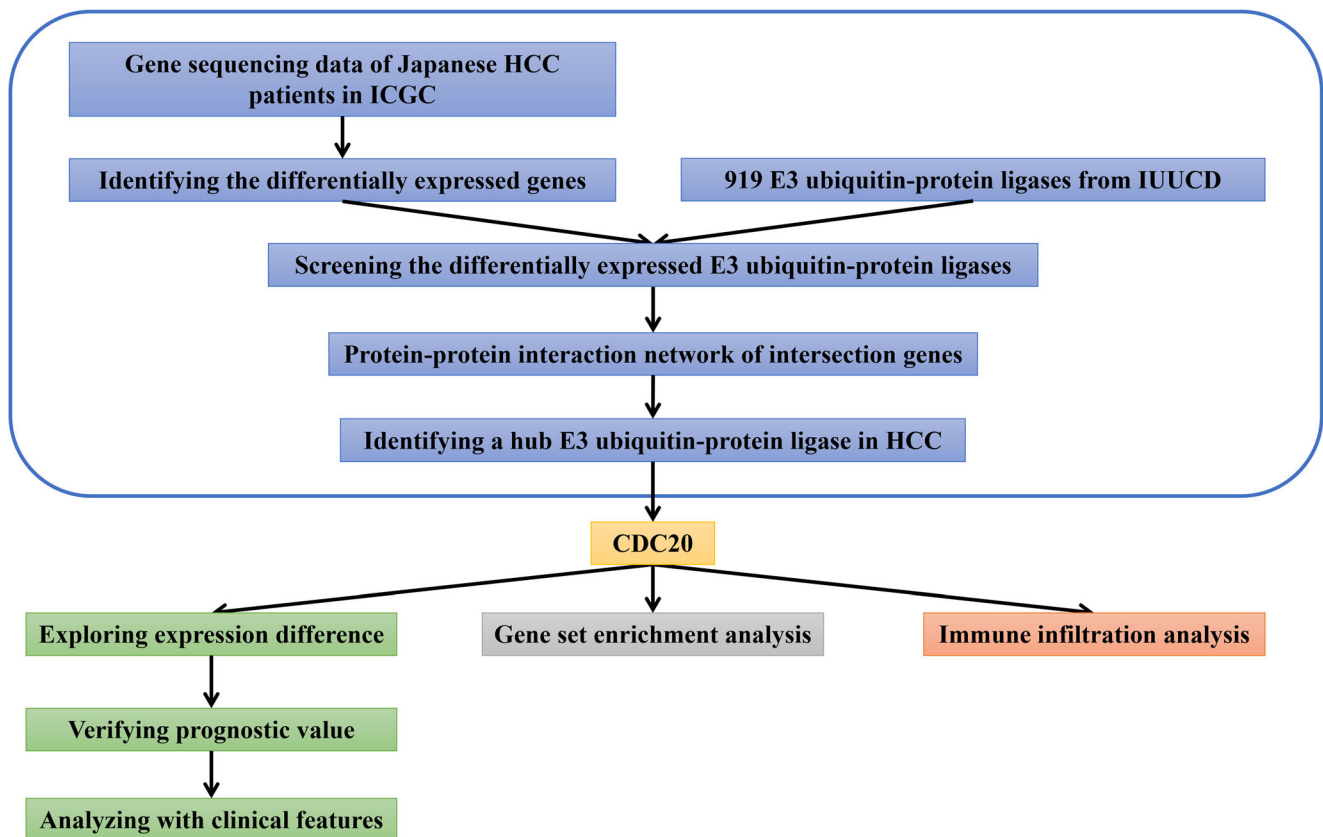 Gene sequencing data of Japanese HCC
patients in ICGC
Identifying the differentially expressed genes
919 E3 ubiquitin-protein ligases from IUUCD
Screening the differentially expressed E3 ubiquitin-protein ligases
Protein-protein interaction network of intersection genes
Identifying a hub E3 ubiquitin-protein ligase in HCC
CDC20
Exploring expression difference
Gene set enrichment analysis
Immune infiltration analysis
Verifying prognostic value
Analyzing with clinical features